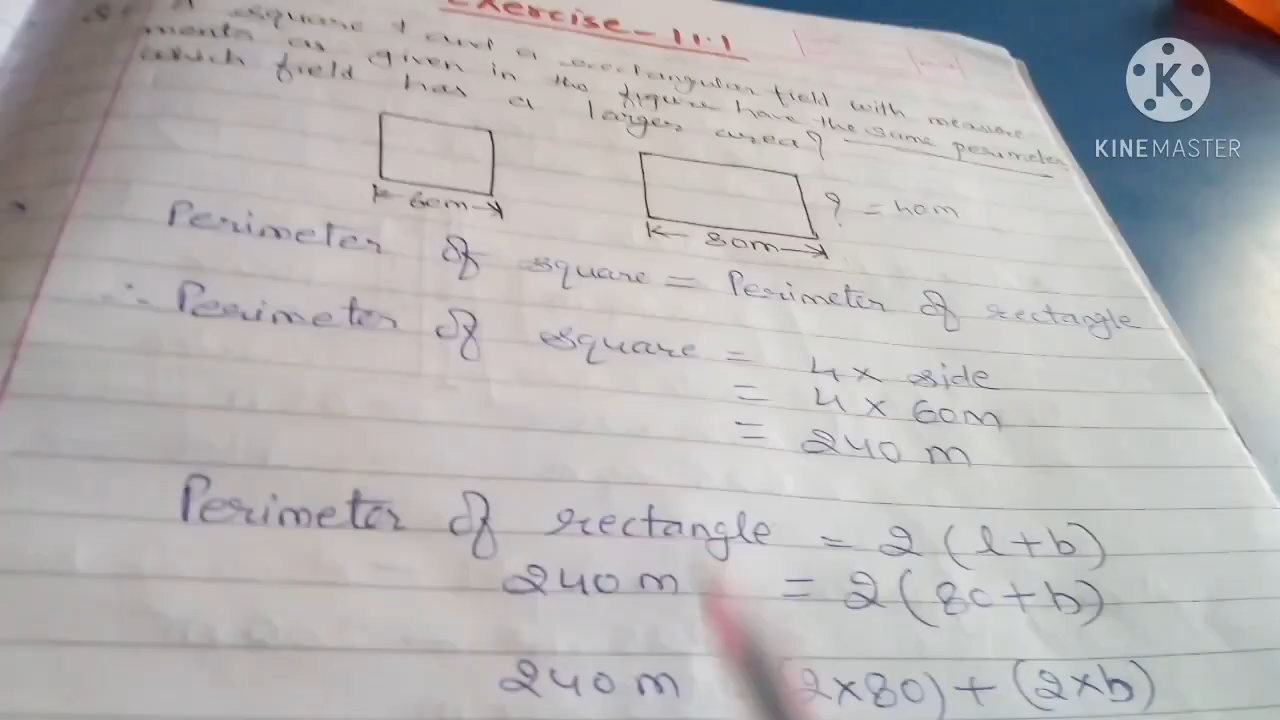 Exercise - 11.1
A square + and a rectangular field with measure
ments as given in the figure have the same perimeter
which field has a larger area?
60m
? = 40m
80m
Perimeter of square = Perimeter of rectangle
∴ Perimeter of square = 4 × side
= 4 × 60m
= 240 m
Perimeter of rectangle = 2 (l+b)
240 m = 2 (80+b)
240 m (2×80) + (2×b)
K
KINEMASTER